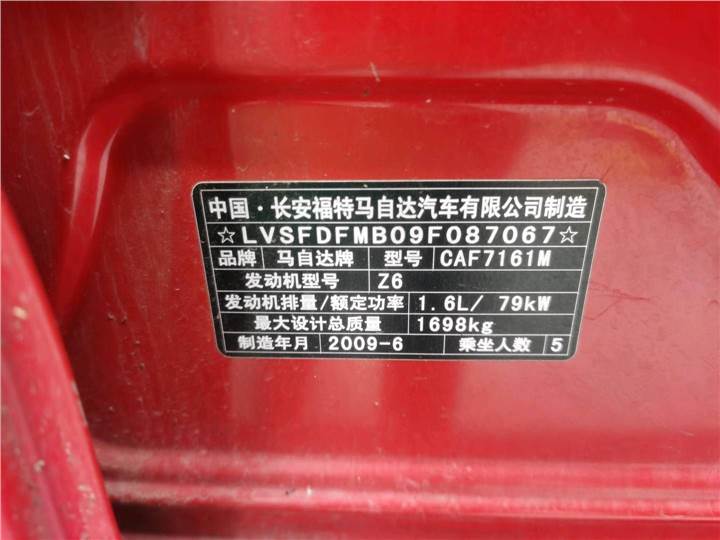 中国·长安福特马自达汽车有限公司制造
☆LVSFDFMB09F087067☆
品牌 马自达牌 型号 CAF7161M
发动机型号 Z6
发动机排量/额定功率 1.6L/ 79kW
最大设计总质量 1698kg
制造年月 2009-6 乘坐人数 5